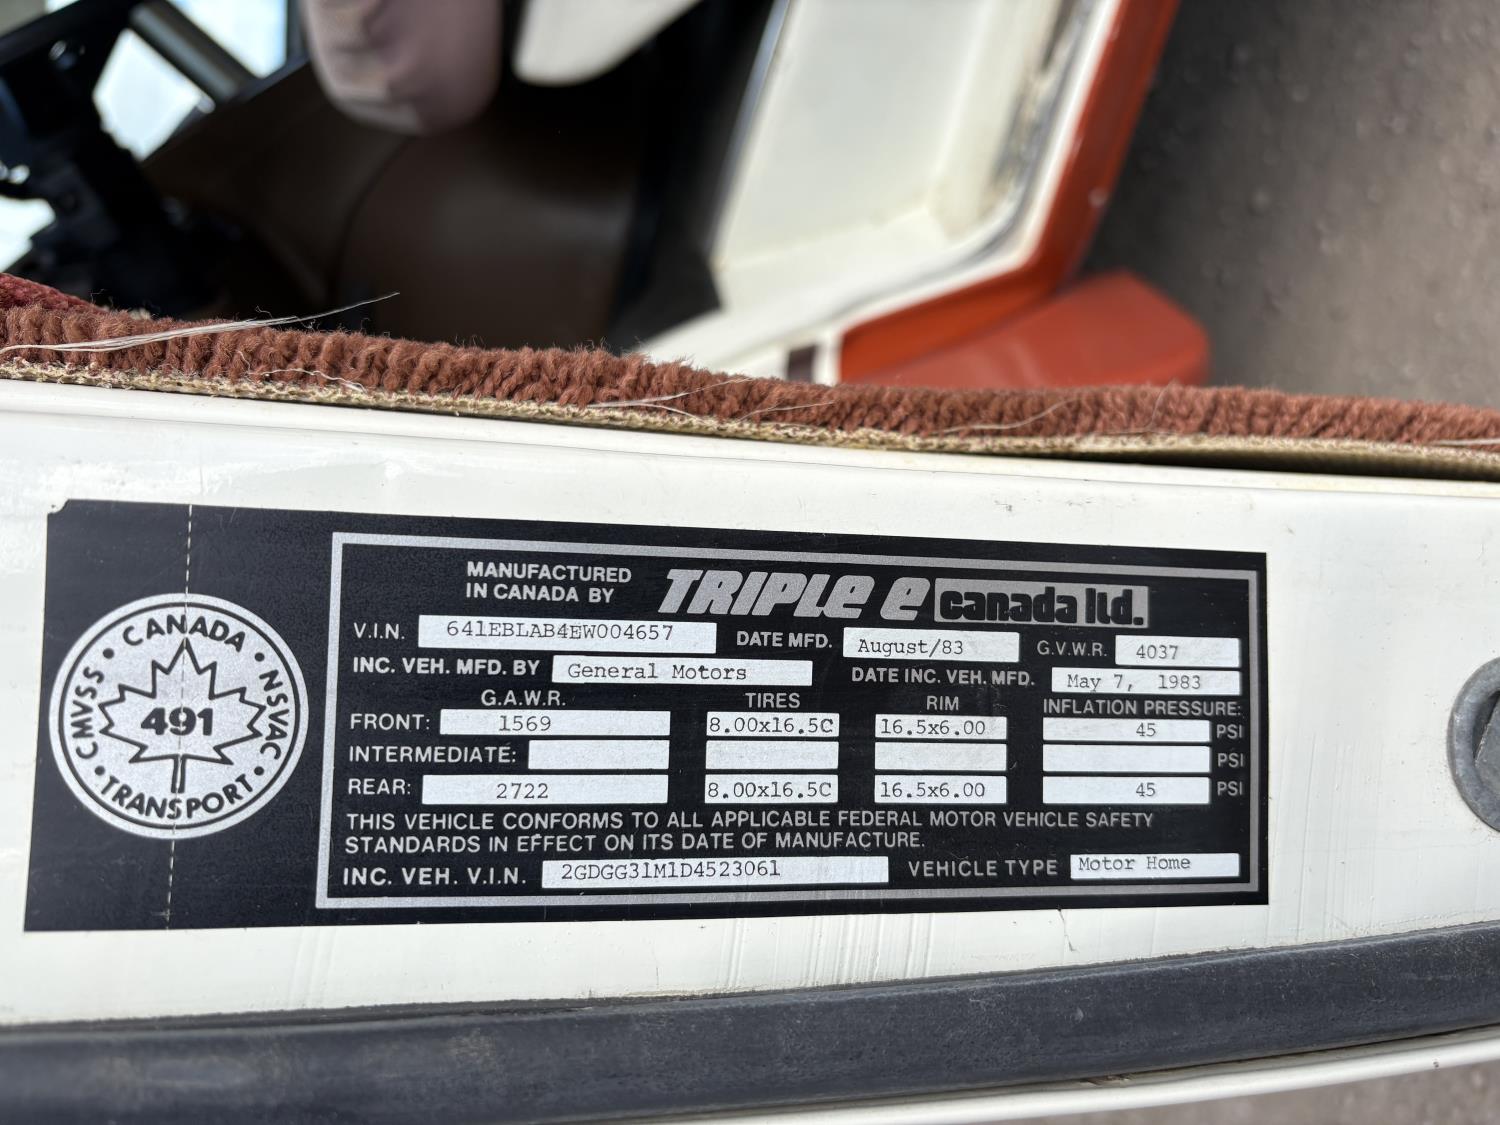 CANADA
CMVSS
NSVAC
491
TRANSPORT
MANUFACTURED
IN CANADA BY
TRIPLE E canada ltd.
V.I.N. 641EBLAB4EW004657 DATE MFD. August/83 G.V.W.R. 4037
INC. VEH. MFD. BY General Motors DATE INC. VEH. MFD. May 7, 1983
G.A.W.R. TIRES RIM INFLATION PRESSURE:
FRONT: 1569 8.00x16.5C 16.5x6.00 45 PSI
INTERMEDIATE: PSI
REAR: 2722 8.00x16.5C 16.5x6.00 45 PSI
THIS VEHICLE CONFORMS TO ALL APPLICABLE FEDERAL MOTOR VEHICLE SAFETY
STANDARDS IN EFFECT ON ITS DATE OF MANUFACTURE.
INC. VEH. V.I.N. 2GDGG31M1D4523061 VEHICLE TYPE Motor Home